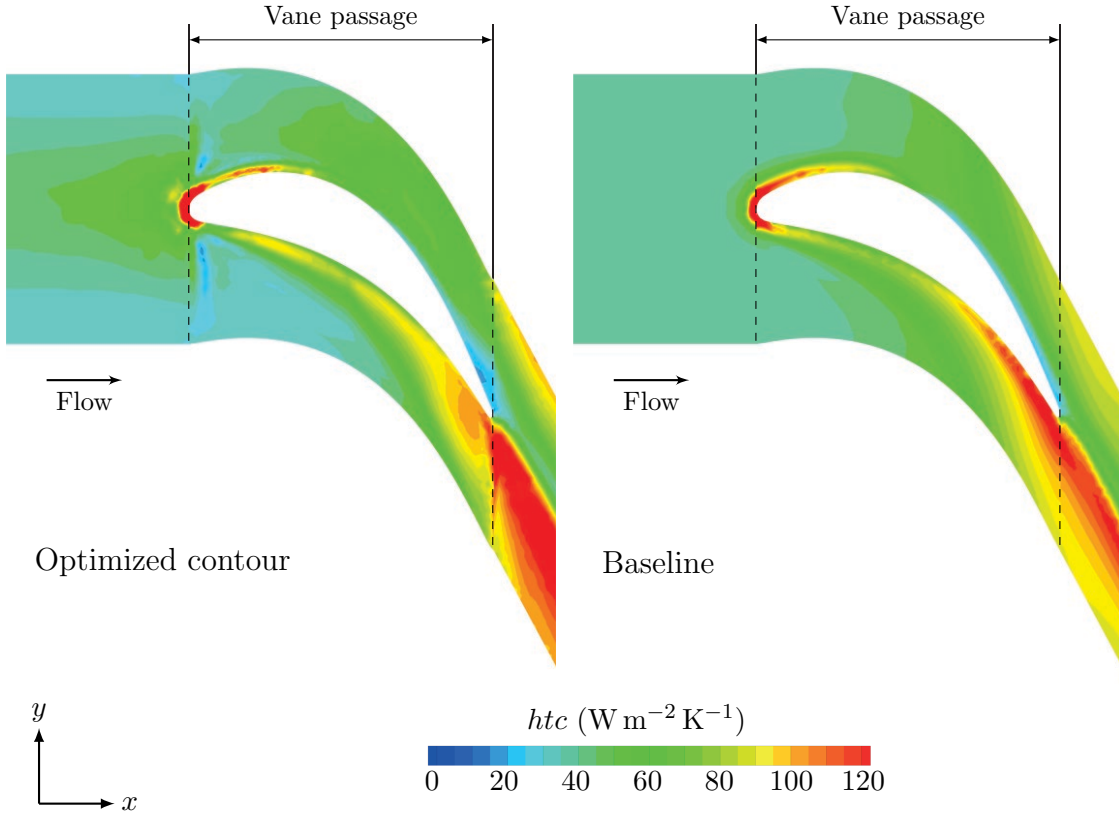 Vane passage
Vane passage
Flow
Flow
Optimized contour
Baseline
htc (W m⁻² K⁻¹)
0 20 40 60 80 100 120
y
x